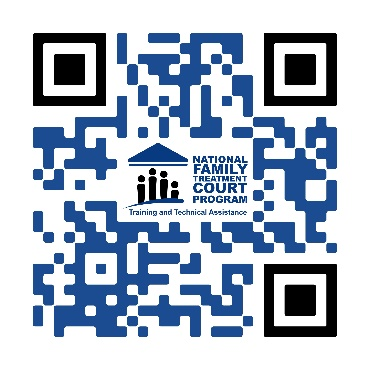 NATIONAL
FAMILY
TREATMENT
COURT
PROGRAM
Training and Technical Assistance